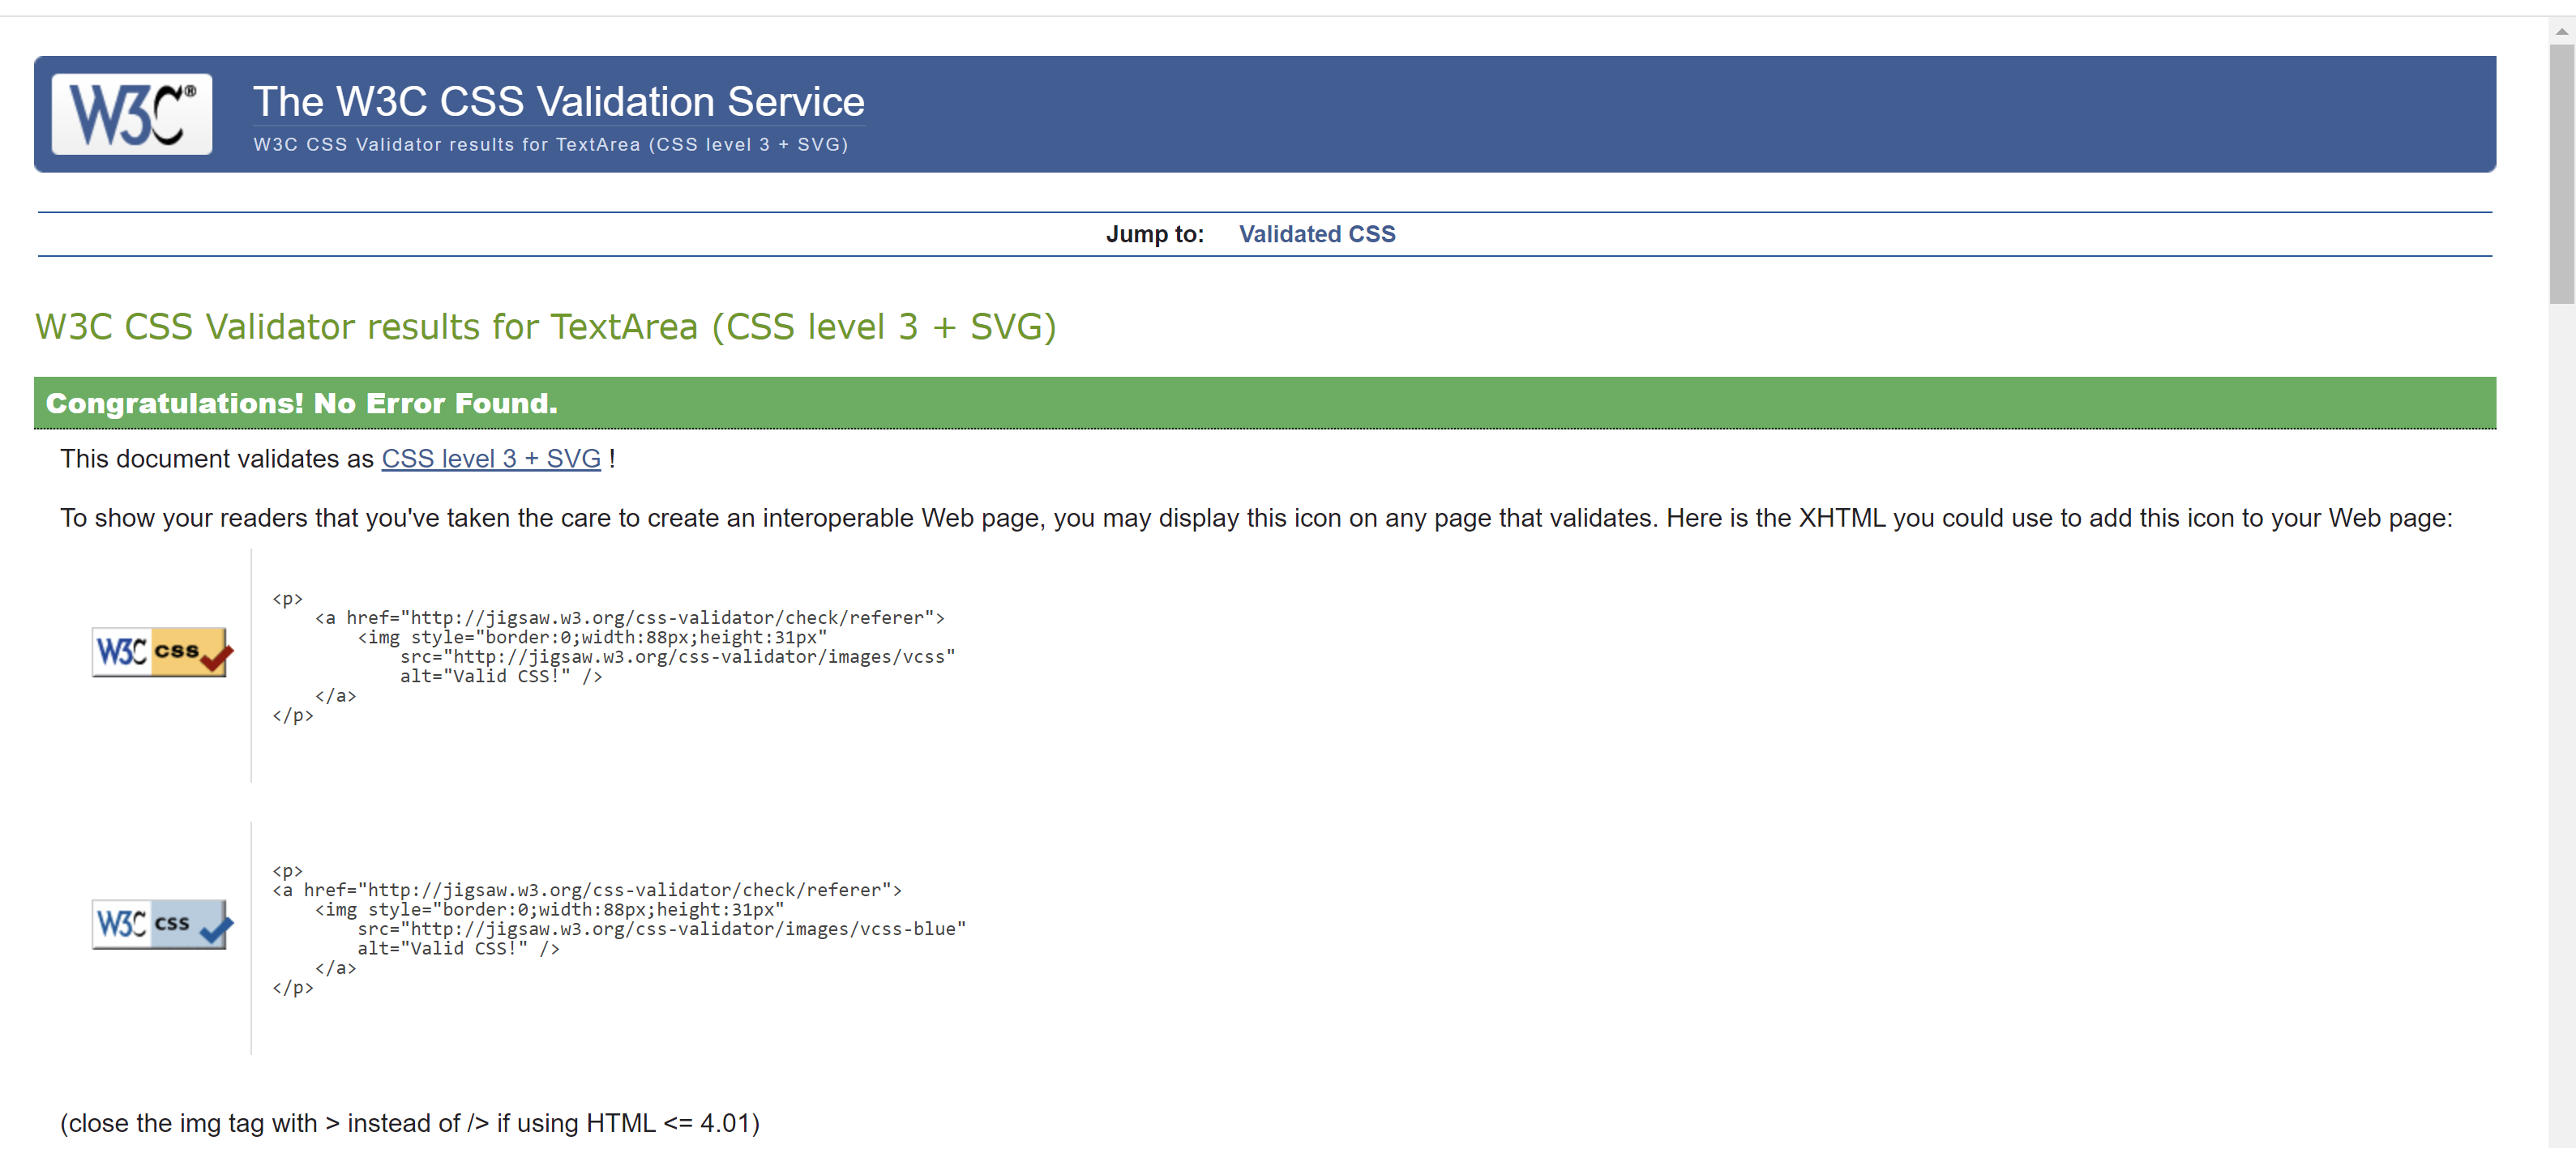 W3C®
The W3C CSS Validation Service
W3C CSS Validator results for TextArea (CSS level 3 + SVG)
Jump to: Validated CSS
W3C CSS Validator results for TextArea (CSS level 3 + SVG)
Congratulations! No Error Found.
This document validates as CSS level 3 + SVG !
To show your readers that you've taken the care to create an interoperable Web page, you may display this icon on any page that validates. Here is the XHTML you could use to add this icon to your Web page:
W3C css
<p>
    <a href="http://jigsaw.w3.org/css-validator/check/referer">
        <img style="border:0;width:88px;height:31px"
            src="http://jigsaw.w3.org/css-validator/images/vcss"
            alt="Valid CSS!" />
    </a>
</p>
W3C css
<p>
<a href="http://jigsaw.w3.org/css-validator/check/referer">
    <img style="border:0;width:88px;height:31px"
        src="http://jigsaw.w3.org/css-validator/images/vcss-blue"
        alt="Valid CSS!" />
    </a>
</p>
(close the img tag with > instead of /> if using HTML <= 4.01)